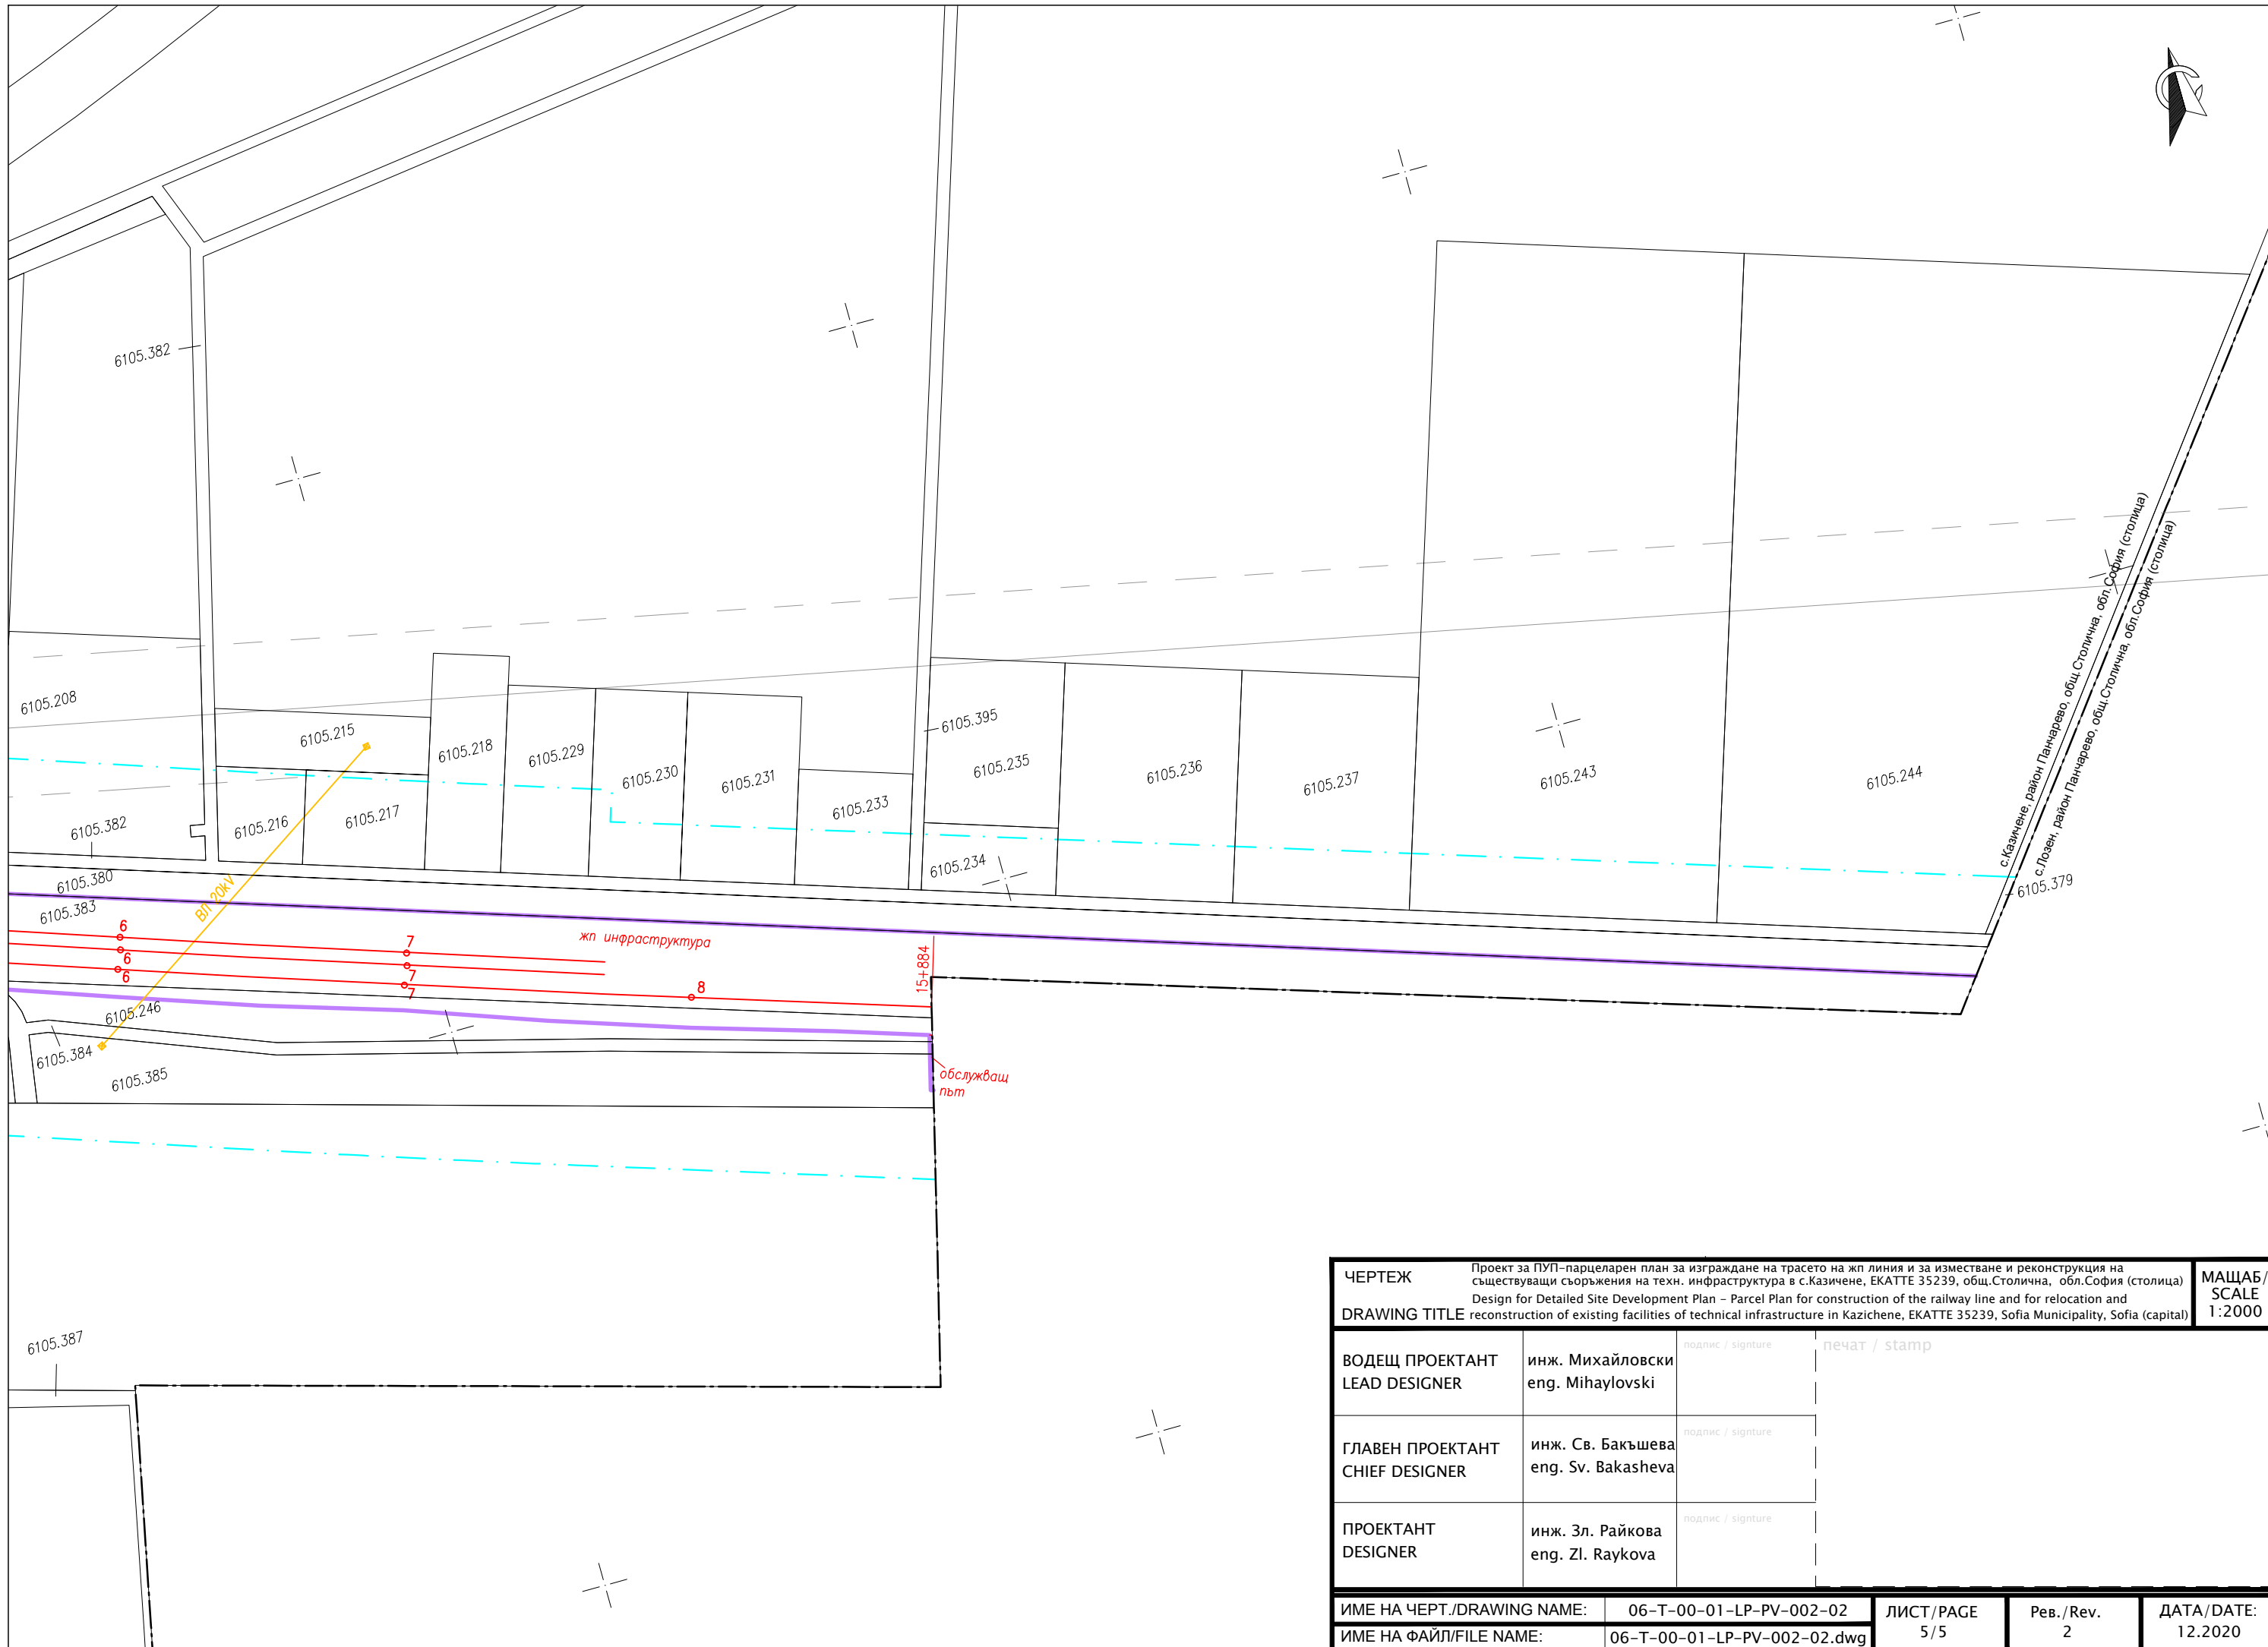 6105.382
с.Казичене, район Панчарево, общ.Столична, обл.София (столица)
с.Лозен, район Панчарево, общ.Столична, обл.София (столица)
6105.208
6105.215
6105.218
6105.229
6105.230
6105.231
6105.233
6105.395
6105.235
6105.236
6105.237
6105.243
6105.244
6105.382
6105.216
6105.217
6105.234
6105.379
6105.380
6105.383
ВЛ 20kV
6
6
6
7
7
7
8
жп инфраструктура
15+884
6105.246
6105.384
6105.385
обслужващ
път
6105.387
ЧЕРТЕЖ
Проект за ПУП-парцеларен план за изграждане на трасето на жп линия и за изместване и реконструкция на
съществуващи съоръжения на техн. инфраструктура в с.Казичене, ЕКАТТЕ 35239, общ.Столична, обл.София (столица)
DRAWING TITLE
Design for Detailed Site Development Plan – Parcel Plan for construction of the railway line and for relocation and
reconstruction of existing facilities of technical infrastructure in Kazichene, EKATTE 35239, Sofia Municipality, Sofia (capital)
МАЩАБ/
SCALE
1:2000
ВОДЕЩ ПРОЕКТАНТ
LEAD DESIGNER
инж. Михайловски
eng. Mihaylovski
подпис / signture
печат / stamp
ГЛАВЕН ПРОЕКТАНТ
CHIEF DESIGNER
инж. Св. Бакъшева
eng. Sv. Bakasheva
подпис / signture
ПРОЕКТАНТ
DESIGNER
инж. Зл. Райкова
eng. Zl. Raykova
подпис / signture
ИМЕ НА ЧЕРТ./DRAWING NAME:
06-T-00-01-LP-PV-002-02
ИМЕ НА ФАЙЛ/FILE NAME:
06-T-00-01-LP-PV-002-02.dwg
ЛИСТ/PAGE
5/5
Рев./Rev.
2
ДАТА/DATE:
12.2020